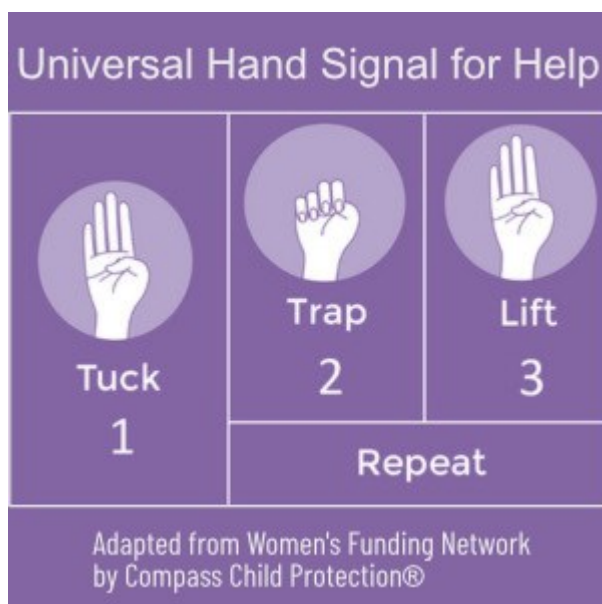 Universal Hand Signal for Help
Tuck
1
Trap
2
Lift
3
Repeat
Adapted from Women's Funding Network
by Compass Child Protection®